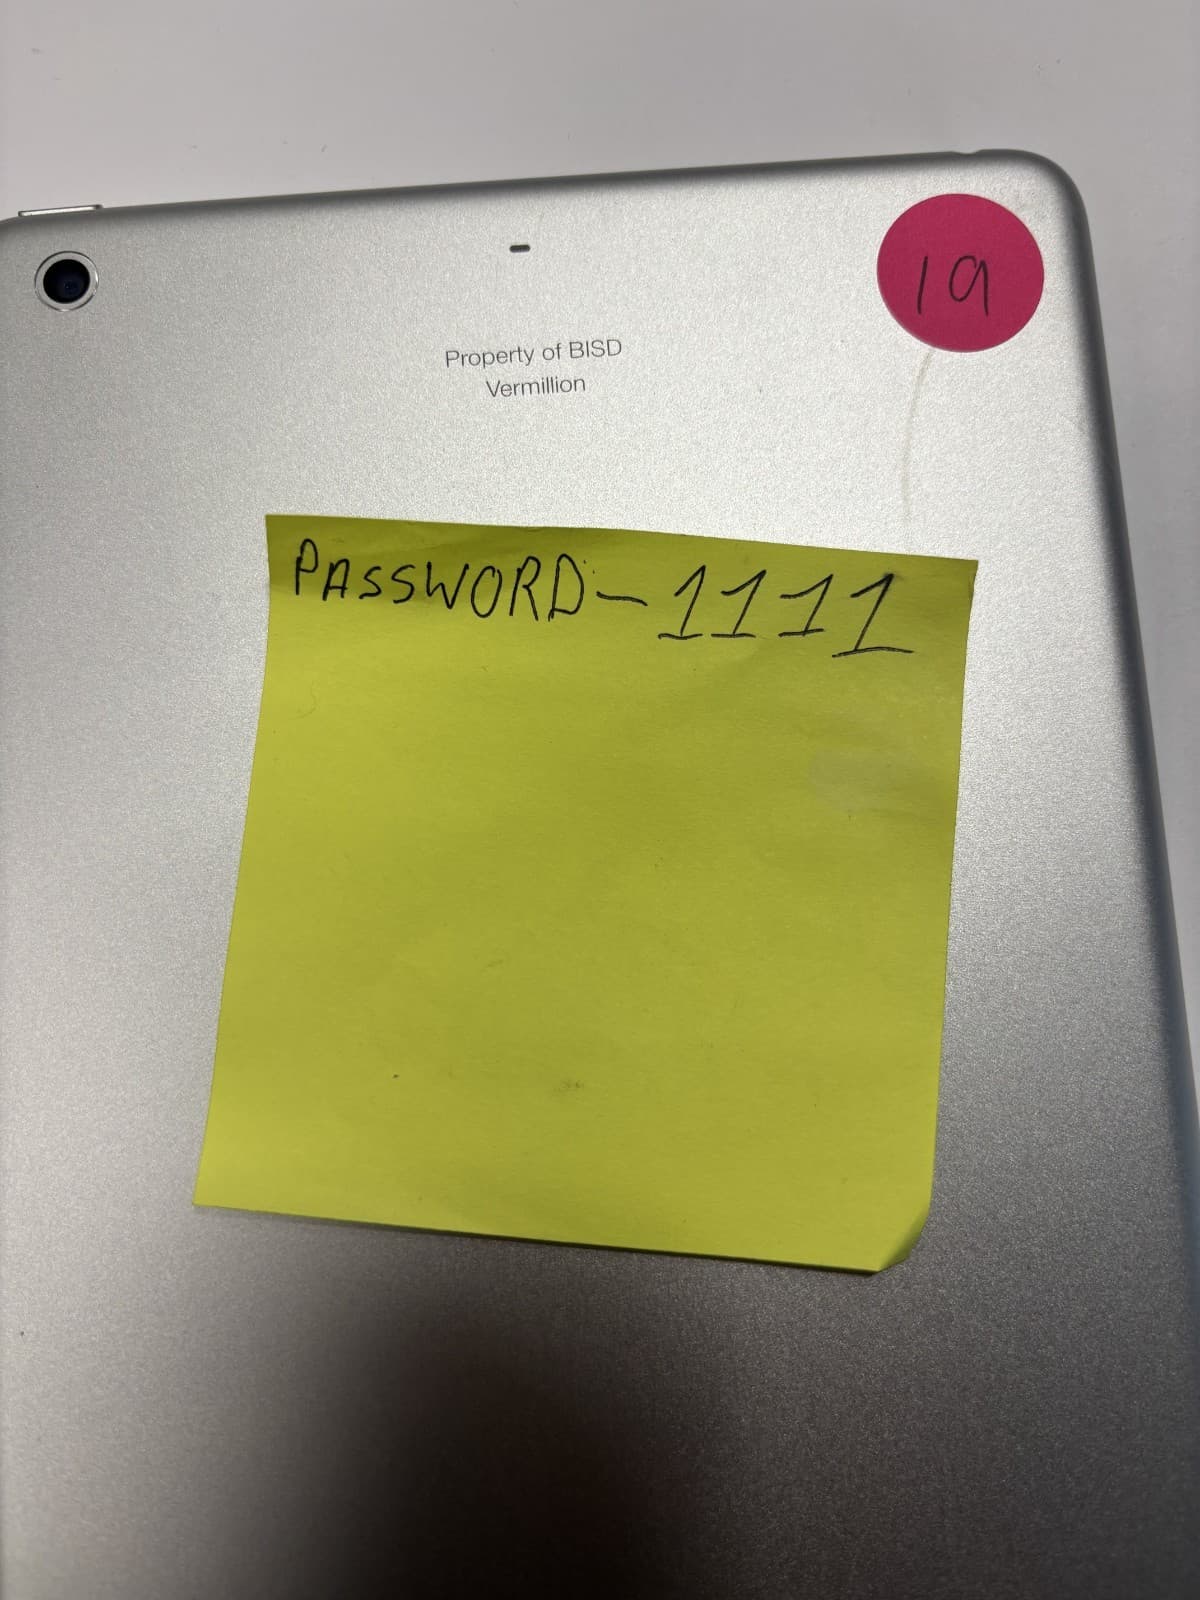 19
Property of BISD
Vermillion
PASSWORD - 1111